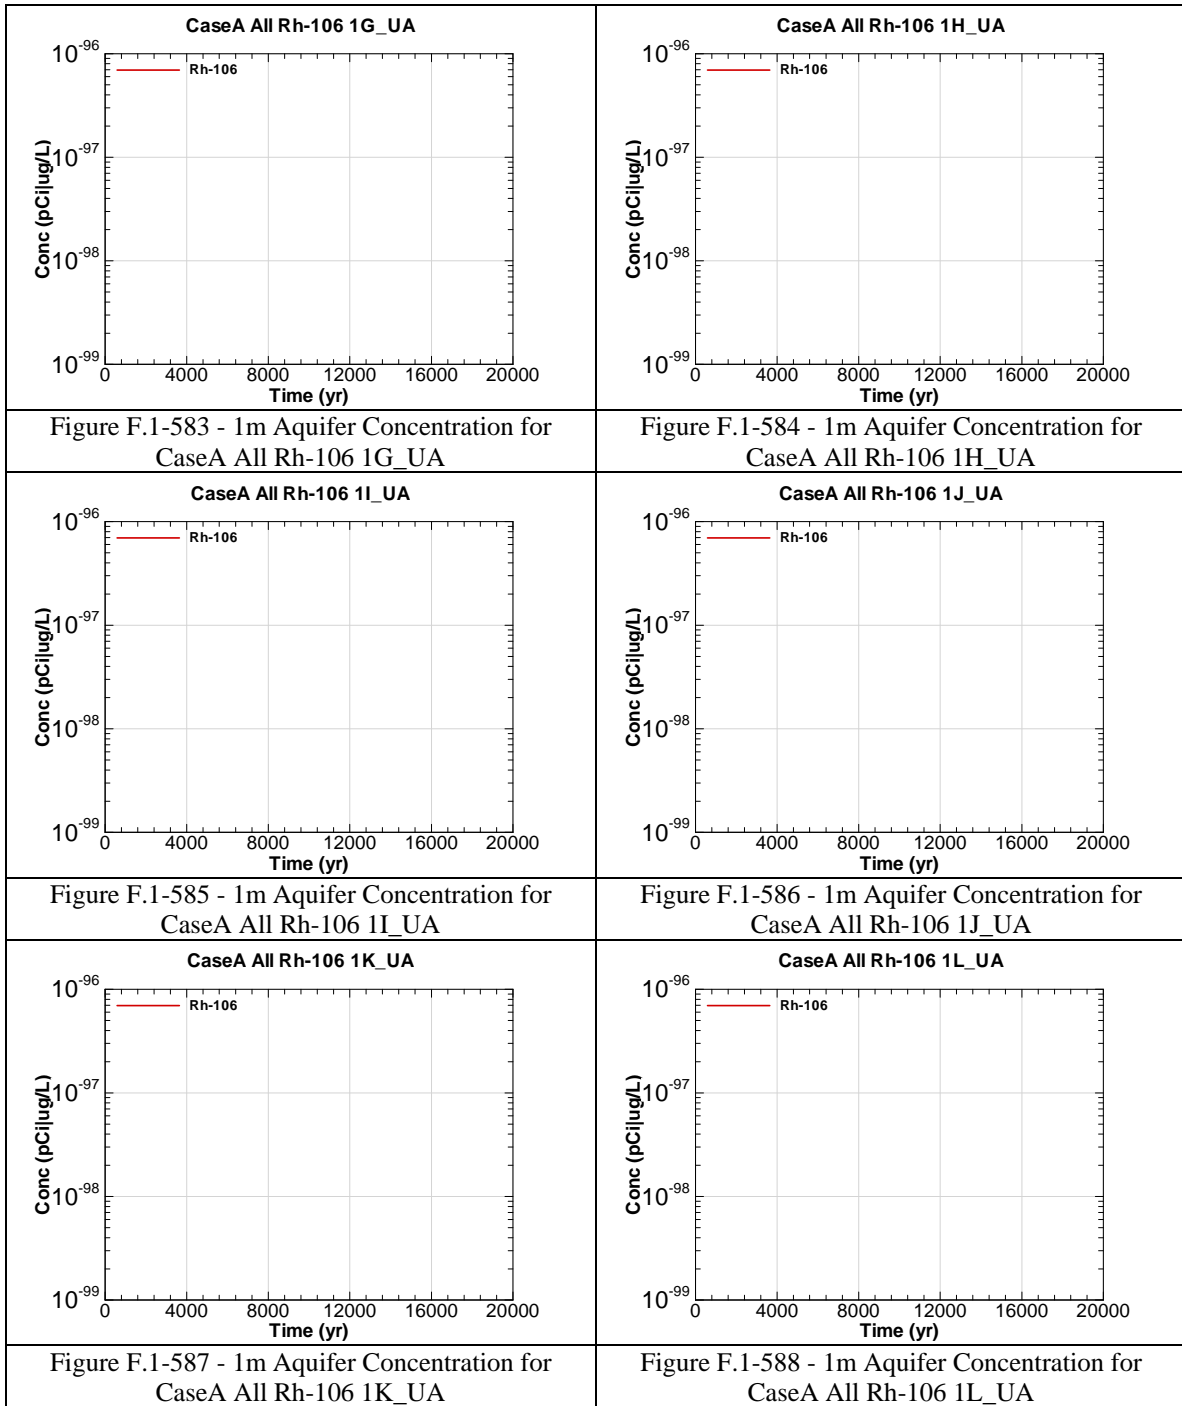 CaseA All Rh-106 1G_UA
10-96
Rh-106
10-97
Conc (pCi|ug/L)
10-98
10-99
0 4000 8000 12000 16000 20000
Time (yr)
Figure F.1-583 - 1m Aquifer Concentration for
CaseA All Rh-106 1G_UA
CaseA All Rh-106 1H_UA
10-96
Rh-106
10-97
Conc (pCi|ug/L)
10-98
10-99
0 4000 8000 12000 16000 20000
Time (yr)
Figure F.1-584 - 1m Aquifer Concentration for
CaseA All Rh-106 1H_UA
CaseA All Rh-106 1I_UA
10-96
Rh-106
10-97
Conc (pCi|ug/L)
10-98
10-99
0 4000 8000 12000 16000 20000
Time (yr)
Figure F.1-585 - 1m Aquifer Concentration for
CaseA All Rh-106 1I_UA
CaseA All Rh-106 1J_UA
10-96
Rh-106
10-97
Conc (pCi|ug/L)
10-98
10-99
0 4000 8000 12000 16000 20000
Time (yr)
Figure F.1-586 - 1m Aquifer Concentration for
CaseA All Rh-106 1J_UA
CaseA All Rh-106 1K_UA
10-96
Rh-106
10-97
Conc (pCi|ug/L)
10-98
10-99
0 4000 8000 12000 16000 20000
Time (yr)
Figure F.1-587 - 1m Aquifer Concentration for
CaseA All Rh-106 1K_UA
CaseA All Rh-106 1L_UA
10-96
Rh-106
10-97
Conc (pCi|ug/L)
10-98
10-99
0 4000 8000 12000 16000 20000
Time (yr)
Figure F.1-588 - 1m Aquifer Concentration for
CaseA All Rh-106 1L_UA